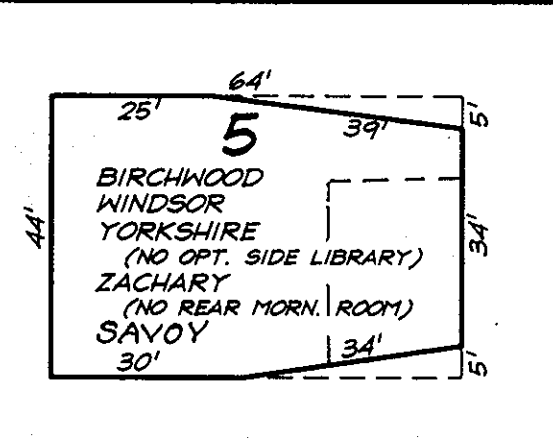 64'
25'
39'
5'
5
BIRCHWOOD
WINDSOR
YORKSHIRE
(NO OPT. SIDE LIBRARY)
ZACHARY
(NO REAR MORN. ROOM)
SAVOY
44'
34'
30'
34'
5'